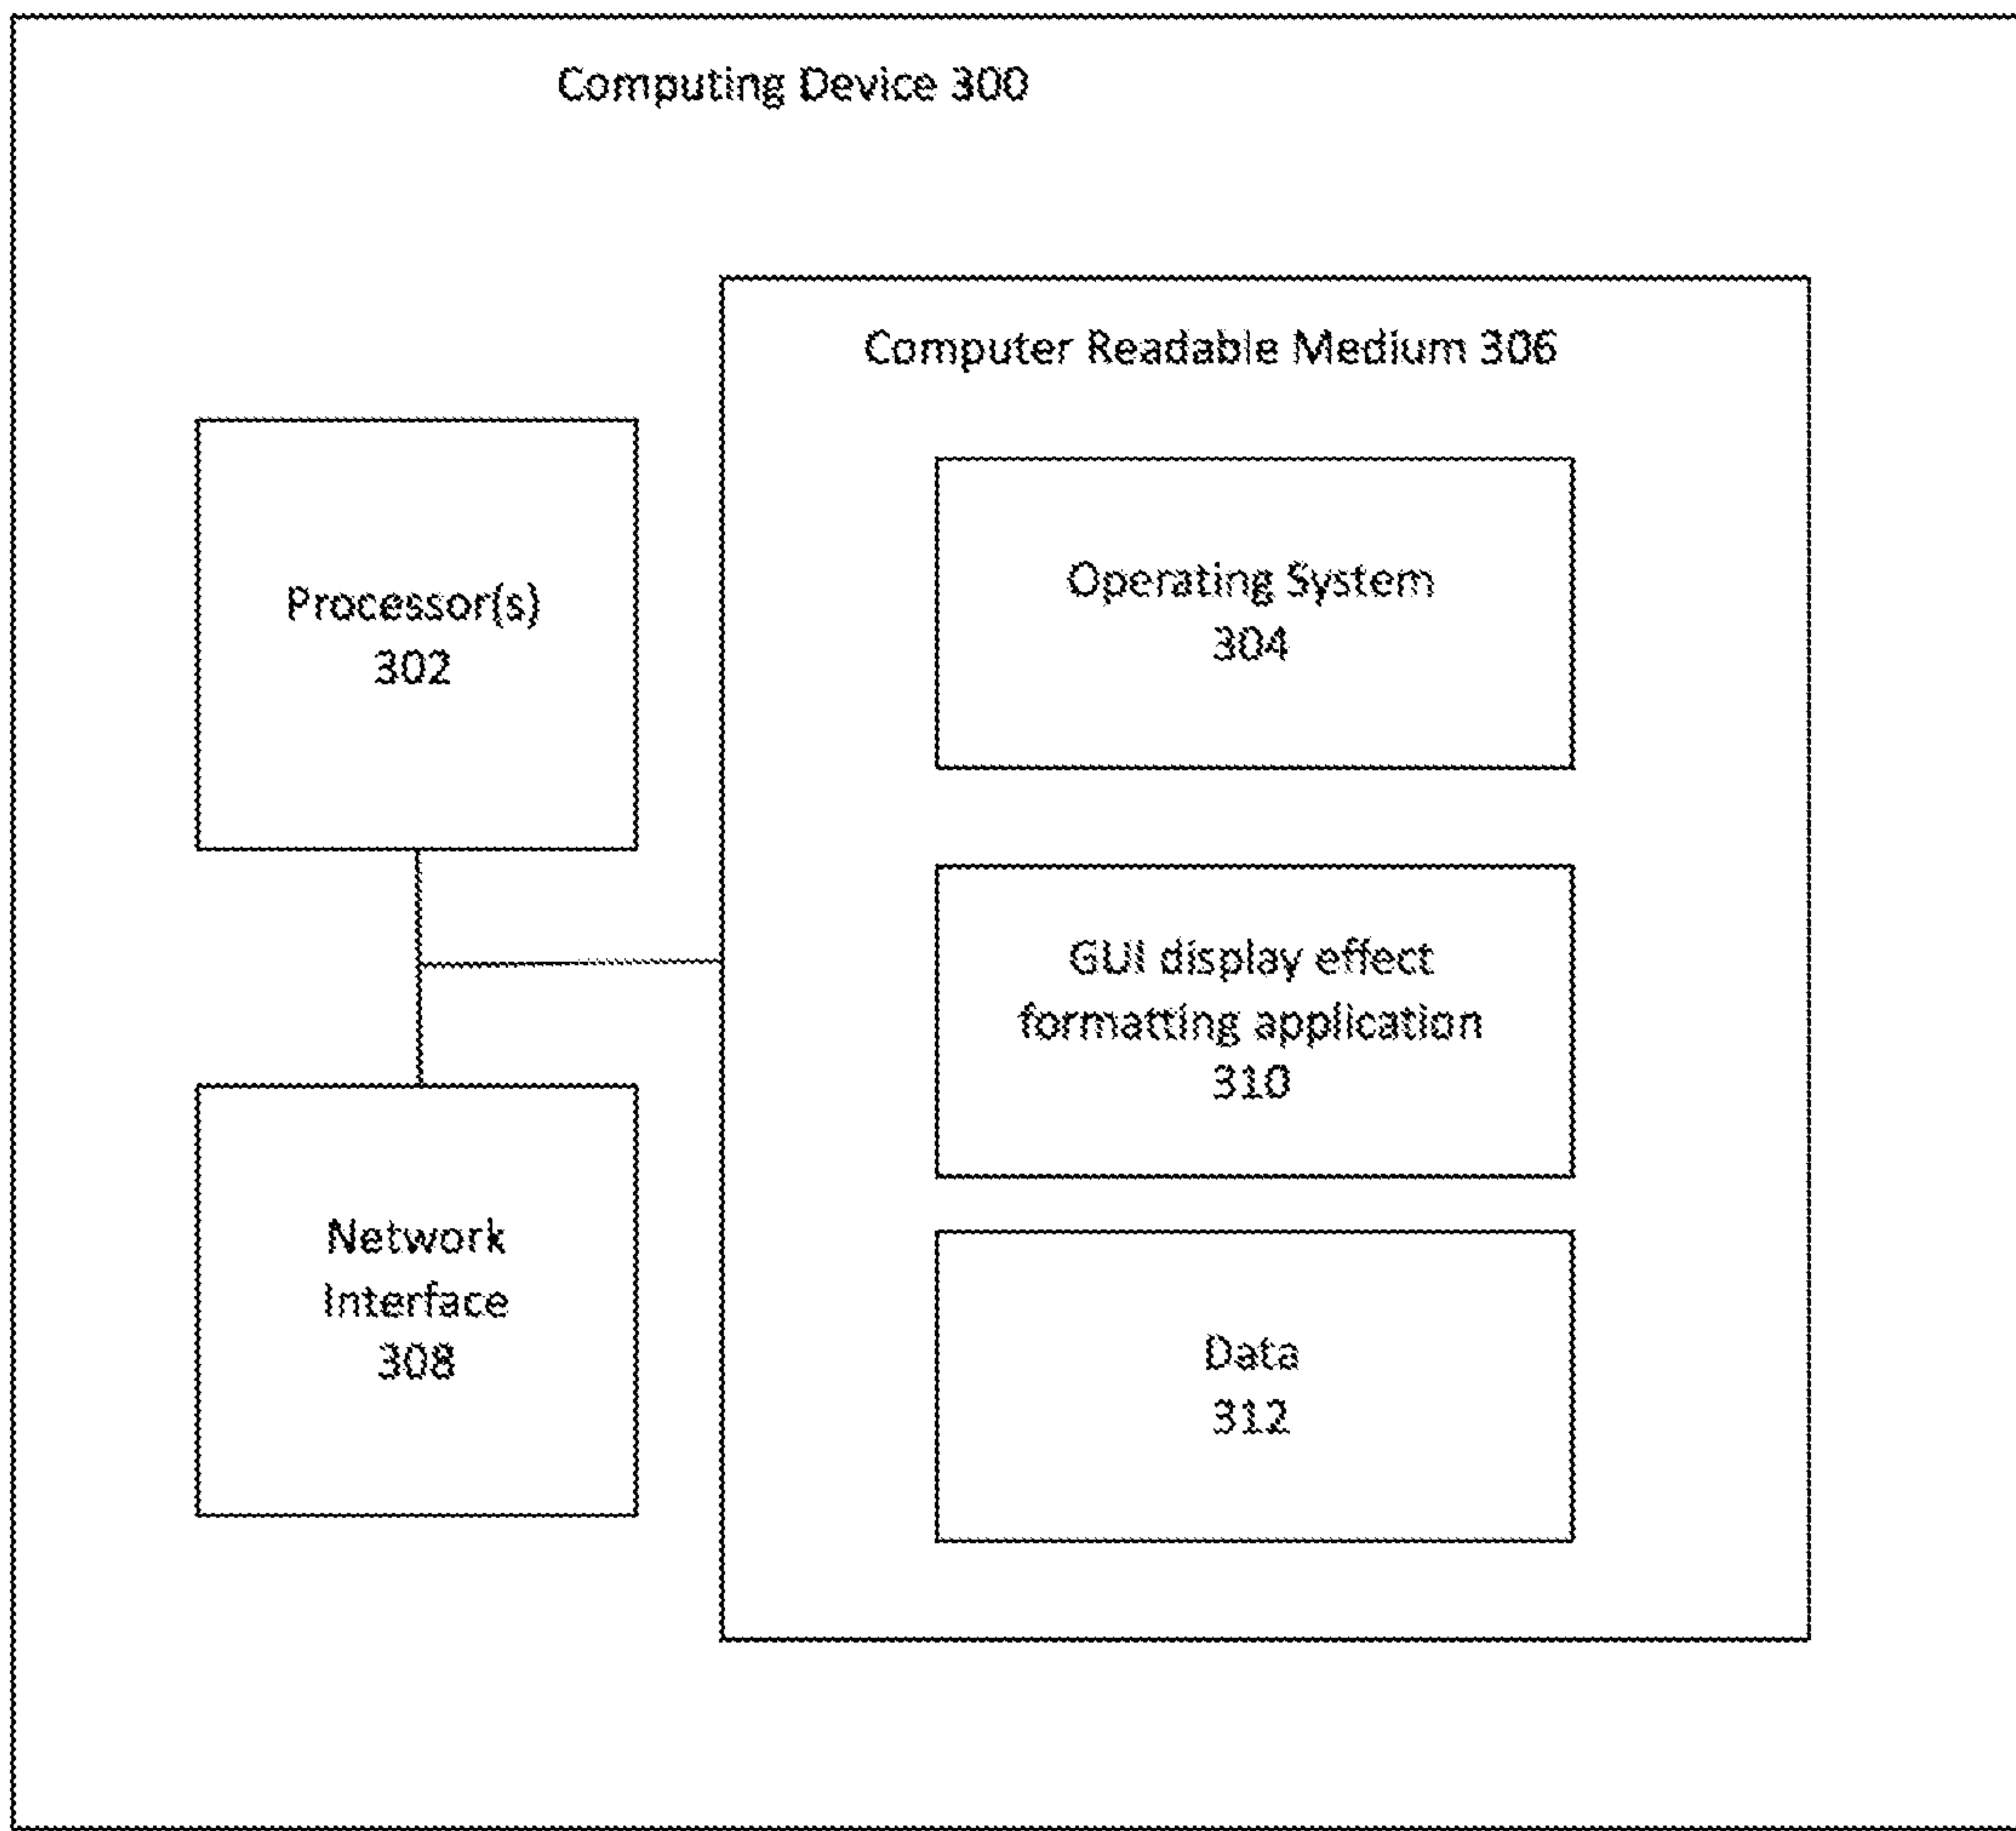 Computing Device 300
Computer Readable Medium 306
Processor(s)
302
Operating System
304
GUI display effect
formatting application
310
Network
Interface
308
Data
312